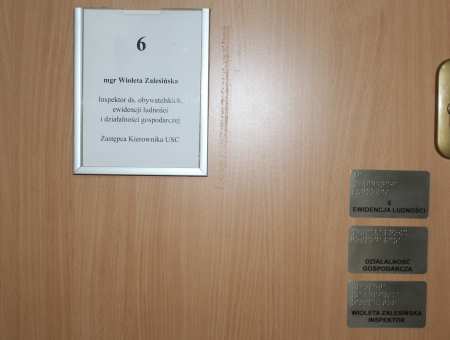 6
mgr Wioleta Zalesińska
Inspektor ds. obywatelskich,
ewidencji ludności
i działalności gospodarczej
Zastępca Kierownika USC
6
EWIDENCJA LUDNOŚCI
DZIAŁALNOŚĆ
GOSPODARCZA
WIOLETA ZALESIŃSKA
INSPEKTOR